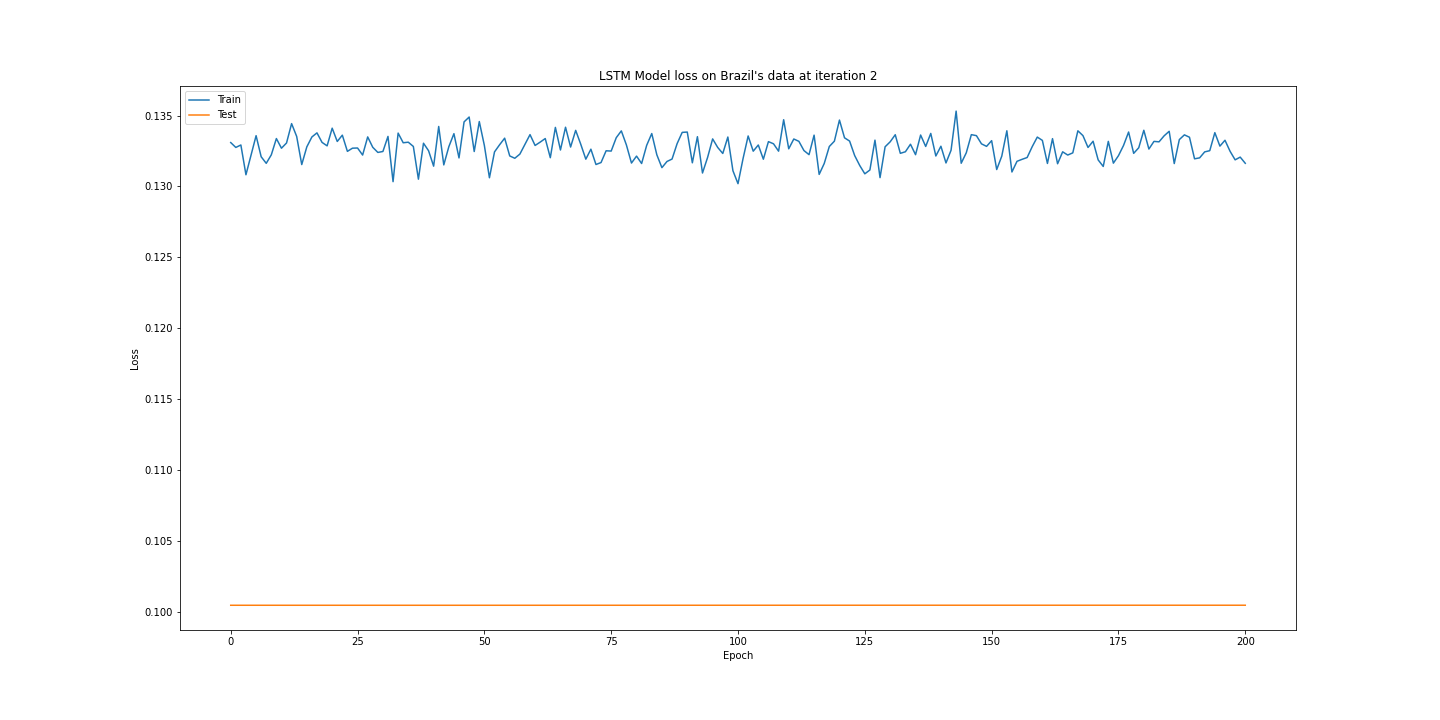 LSTM Model loss on Brazil's data at iteration 2
Train
Test
0.135
0.130
0.125
0.120
0.115
0.110
0.105
0.100
Loss
0 25 50 75 100 125 150 175 200
Epoch